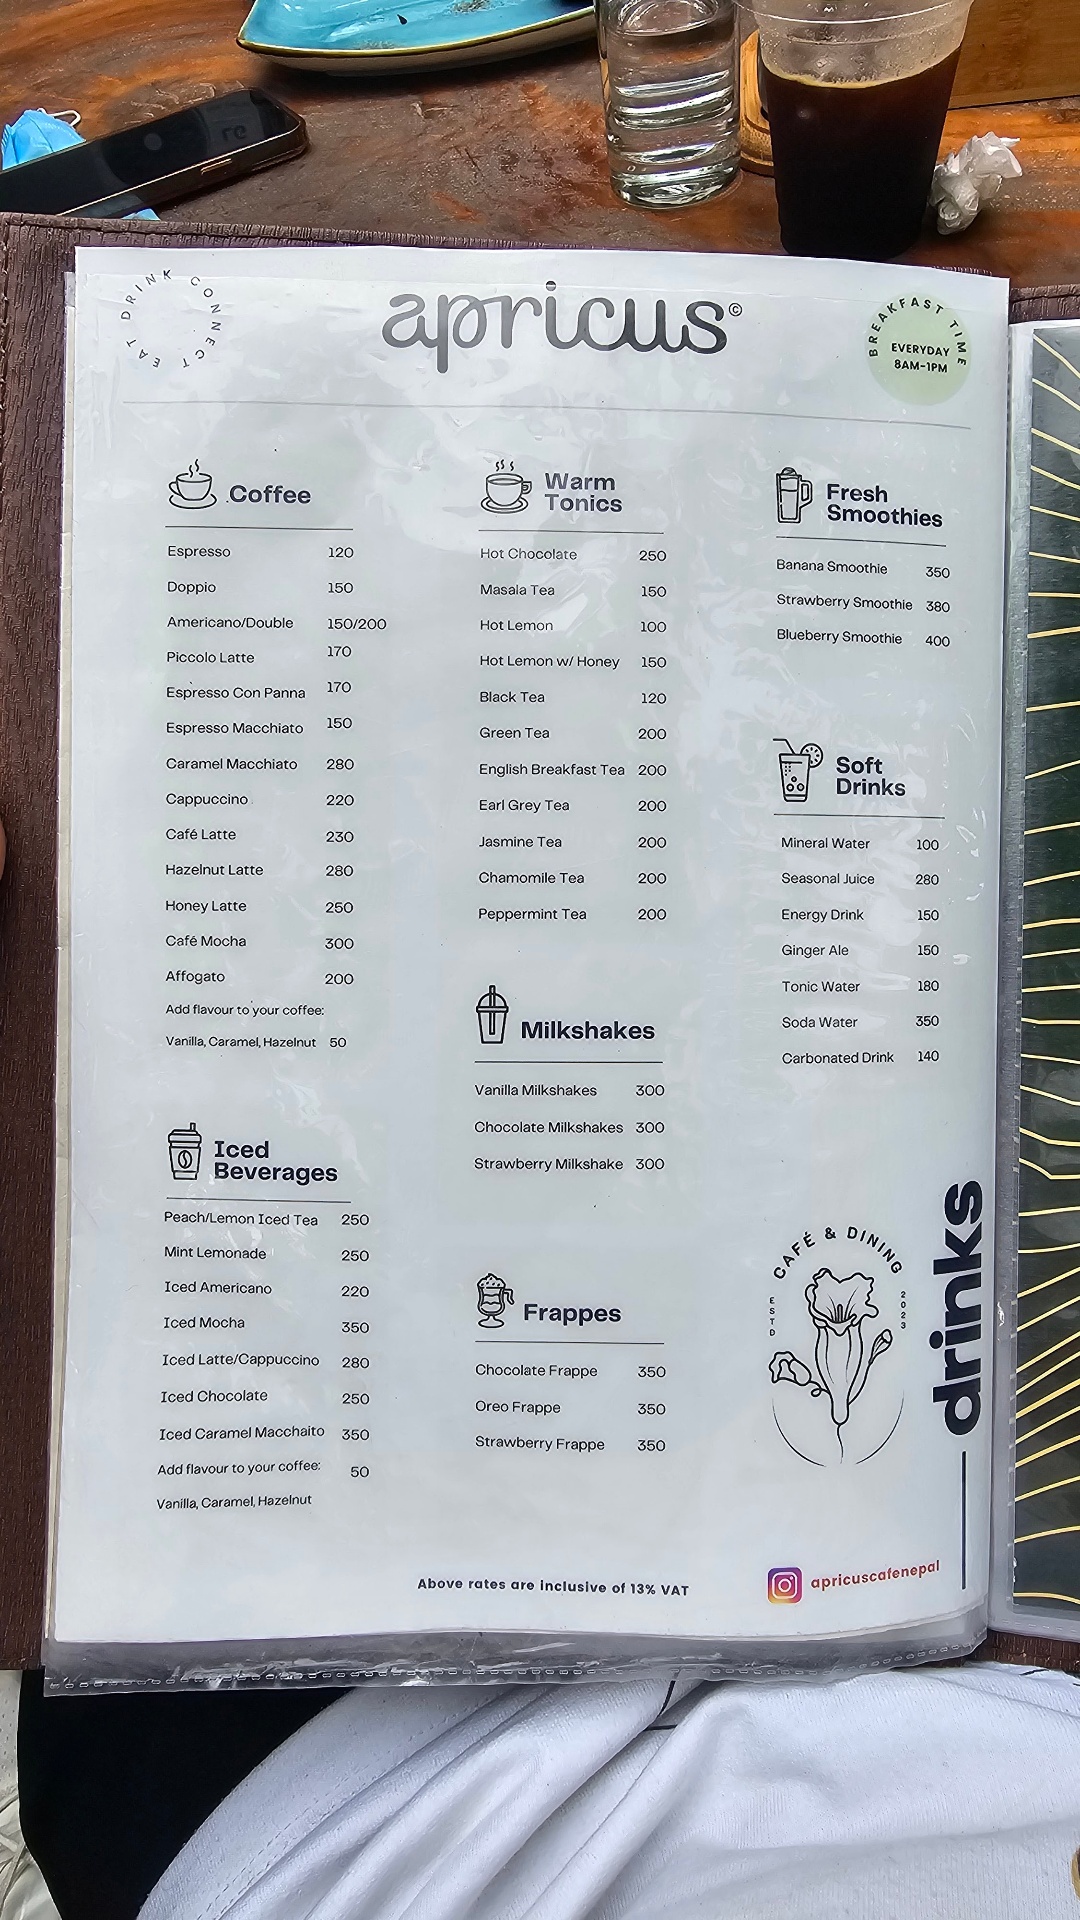 EAT DRINK CONNECT
apricus©
BREAKFAST TIME
EVERYDAY
8AM-1PM
Coffee
Espresso 120
Doppio 150
Americano/Double 150/200
Piccolo Latte 170
Espresso Con Panna 170
Espresso Macchiato 150
Caramel Macchiato 280
Cappuccino 220
Café Latte 230
Hazelnut Latte 280
Honey Latte 250
Café Mocha 300
Affogato 200
Add flavour to your coffee:
Vanilla, Caramel, Hazelnut 50
Iced
Beverages
Peach/Lemon Iced Tea 250
Mint Lemonade 250
Iced Americano 220
Iced Mocha 350
Iced Latte/Cappuccino 280
Iced Chocolate 250
Iced Caramel Macchaito 350
Add flavour to your coffee: 50
Vanilla, Caramel, Hazelnut
Warm
Tonics
Hot Chocolate 250
Masala Tea 150
Hot Lemon 100
Hot Lemon w/ Honey 150
Black Tea 120
Green Tea 200
English Breakfast Tea 200
Earl Grey Tea 200
Jasmine Tea 200
Chamomile Tea 200
Peppermint Tea 200
Milkshakes
Vanilla Milkshakes 300
Chocolate Milkshakes 300
Strawberry Milkshake 300
Frappes
Chocolate Frappe 350
Oreo Frappe 350
Strawberry Frappe 350
Fresh
Smoothies
Banana Smoothie 350
Strawberry Smoothie 380
Blueberry Smoothie 400
Soft
Drinks
Mineral Water 100
Seasonal Juice 280
Energy Drink 150
Ginger Ale 150
Tonic Water 180
Soda Water 350
Carbonated Drink 140
CAFÉ & DINING
ESTD 2023
drinks
Above rates are inclusive of 13% VAT
apricuscafenepal
LG